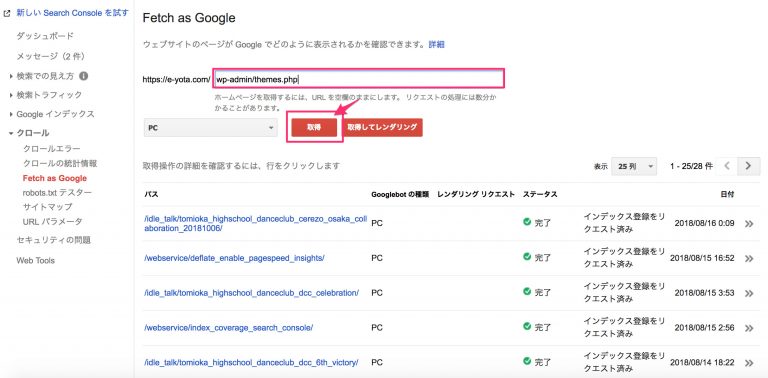 新しい Search Console を試す
ダッシュボード
メッセージ（2 件）
検索での見え方
検索トラフィック
Google インデックス
クロール
クロールエラー
クロールの統計情報
Fetch as Google
robots.txt テスター
サイトマップ
URL パラメータ
セキュリティの問題
Web Tools
Fetch as Google
ウェブサイトのページが Google でどのように表示されるかを確認できます。詳細
https://e-yota.com/ wp-admin/themes.php
ホームページを取得するには、URL を空欄のままにします。 リクエストの処理には数分か
かることがあります。
PC 取得 取得してレンダリング
取得操作の詳細を確認するには、行をクリックします 表示 25 列 1 - 25/28 件
パス Googlebot の種類 レンダリング リクエスト ステータス 日付
/idle_talk/tomioka_highschool_danceclub_cerezo_osaka_coll
aboration_20181006/ PC 完了 インデックス登録をリ
クエスト済み 2018/08/16 0:09
/webservice/deflate_enable_pagespeed_insights/ PC 完了 インデックス登録をリ
クエスト済み 2018/08/15 16:52
/idle_talk/tomioka_highschool_danceclub_dcc_celebration/ PC 完了 インデックス登録をリ
クエスト済み 2018/08/15 3:53
/webservice/index_coverage_search_console/ PC 完了 インデックス登録をリ
クエスト済み 2018/08/15 2:56
/idle_talk/tomioka_highschool_danceclub_dcc_6th_victory/ PC 完了 インデックス登録をリ
クエスト済み 2018/08/14 18:22